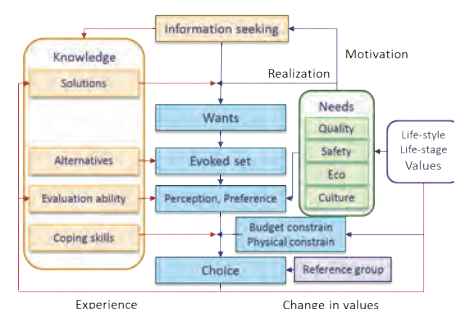 Information seeking
Knowledge
Motivation
Realization
Solutions
Needs
Wants
Quality
Life-style
Life-stage
Values
Alternatives
Evoked set
Safety
Eco
Evaluation ability
Perception, Preference
Culture
Coping skills
Budget constrain
Physical constrain
Choice
Reference group
Experience
Change in values